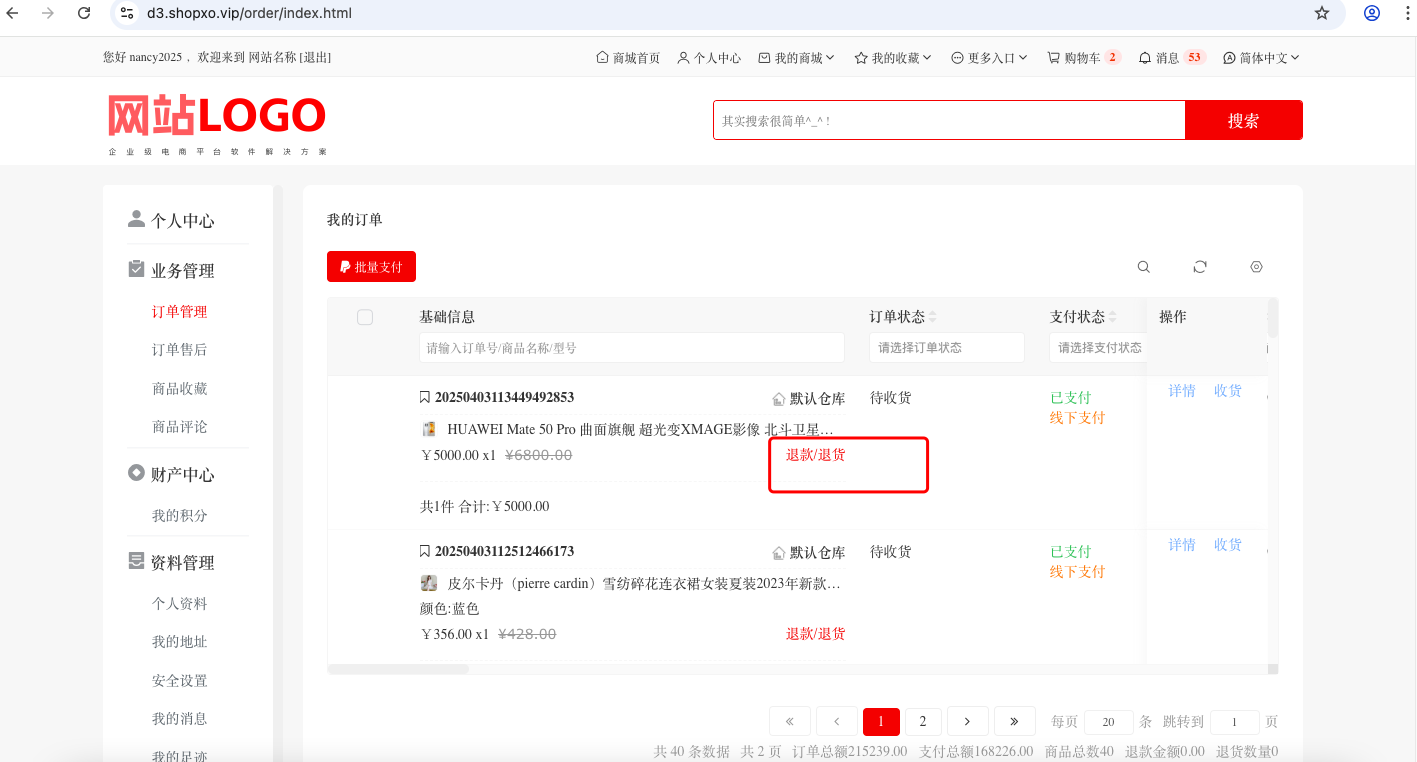 d3.shopxo.vip/order/index.html
您好 nancy2025 ，欢迎来到 网站名称 [退出]
商城首页 个人中心 我的商城 我的收藏 更多入口 购物车 2 消息 53 简体中文
网站LOGO
企业级电商平台软件解决方案
其实搜索很简单^_^ !
搜索
个人中心
业务管理
订单管理
订单售后
商品收藏
商品评论
财产中心
我的积分
资料管理
个人资料
我的地址
安全设置
我的消息
我的足迹
我的订单
批量支付
基础信息 订单状态 支付状态 操作
请输入订单号/商品名称/型号 请选择订单状态 请选择支付状态
20250403113449492853 默认仓库 待收货 已支付 详情 收货
线下支付
HUAWEI Mate 50 Pro 曲面旗舰 超光变XMAGE影像 北斗卫星…
￥5000.00 x1 ¥6800.00 退款/退货
共1件 合计:￥5000.00
20250403112512466173 默认仓库 待收货 已支付 详情 收货
线下支付
皮尔卡丹（pierre cardin）雪纺碎花连衣裙女装夏装2023年新款…
颜色:蓝色
￥356.00 x1 ¥428.00 退款/退货
« ‹ 1 2 › » 每页 20 条 跳转到 1 页
共 40 条数据 共 2 页 订单总额215239.00 支付总额168226.00 商品总数40 退款金额0.00 退货数量0